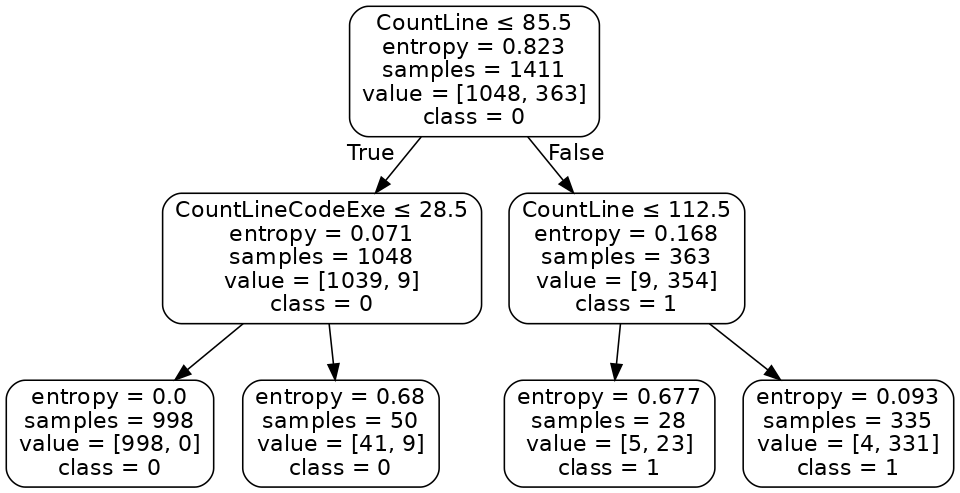 CountLine ≤ 85.5
entropy = 0.823
samples = 1411
value = [1048, 363]
class = 0
True
False
CountLineCodeExe ≤ 28.5
entropy = 0.071
samples = 1048
value = [1039, 9]
class = 0
CountLine ≤ 112.5
entropy = 0.168
samples = 363
value = [9, 354]
class = 1
entropy = 0.0
samples = 998
value = [998, 0]
class = 0
entropy = 0.68
samples = 50
value = [41, 9]
class = 0
entropy = 0.677
samples = 28
value = [5, 23]
class = 1
entropy = 0.093
samples = 335
value = [4, 331]
class = 1